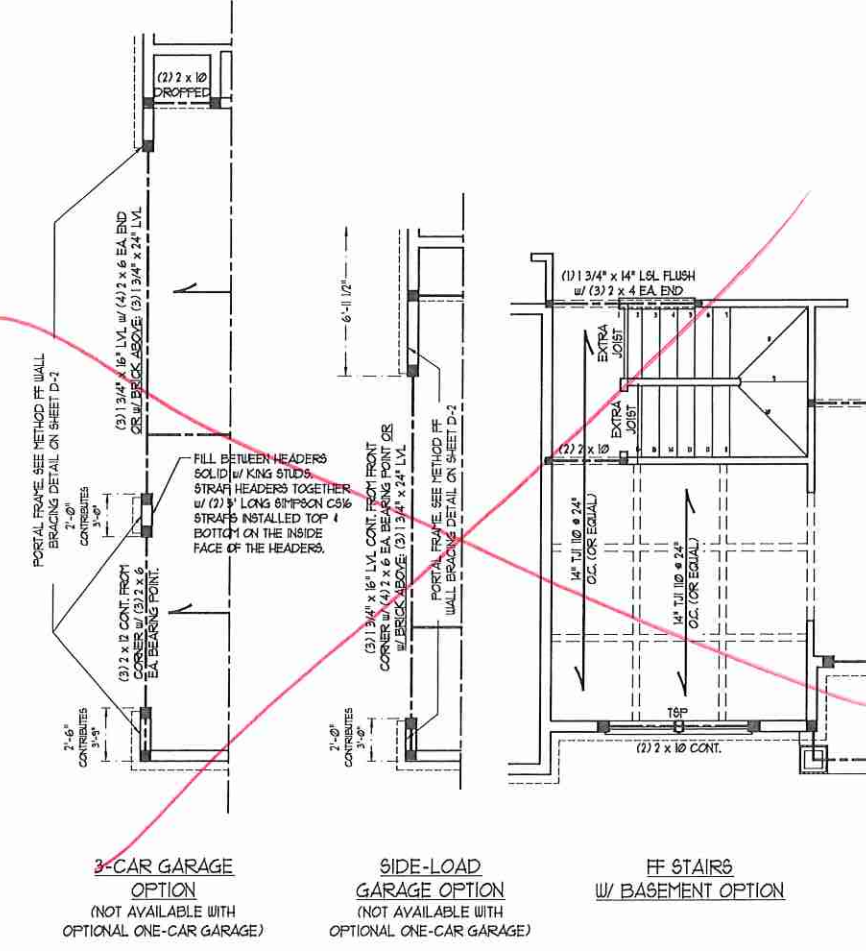 (2) 2 x 10
DROPPED
(3) 1 3/4" x 16" LVL w/ (4) 2 x 6 EA. END
OR w/ BRICK ABOVE: (3) 1 3/4" x 24" LVL
PORTAL FRAME. SEE METHOD PF WALL
BRACING DETAIL ON SHEET D-2
FILL BETWEEN HEADERS
SOLID w/ KING STUDS.
STRAP HEADERS TOGETHER
w/ (2) 3' LONG SIMPSON CS16
STRAPS INSTALLED TOP &
BOTTOM ON THE INSIDE
FACE OF THE HEADERS.
2'-0"
CONTRIBUTES
3'-0"
(3) 2 x 12 CONT. FROM
CORNER w/ (3) 2 x 6
EA. BEARING POINT.
2'-6"
CONTRIBUTES
3'-9"
3-CAR GARAGE
OPTION
(NOT AVAILABLE WITH
OPTIONAL ONE-CAR GARAGE)
6'-11 1/2"
(3) 1 3/4" x 16" LVL CONT. FROM FRONT
CORNER w/ (4) 2 x 6 EA. BEARING POINT OR
w/ BRICK ABOVE: (3) 1 3/4" x 24" LVL
PORTAL FRAME. SEE METHOD PF
WALL BRACING DETAIL ON SHEET D-2
2'-0"
CONTRIBUTES
3'-0"
SIDE-LOAD
GARAGE OPTION
(NOT AVAILABLE WITH
OPTIONAL ONE-CAR GARAGE)
(1) 1 3/4" x 14" LSL FLUSH
w/ (3) 2 x 4 EA. END
EXTRA
JOIST
EXTRA
JOIST
(2) 2 x 10
14" TJI 110 @ 24"
O.C. (OR EQUAL)
14" TJI 110 @ 24"
O.C. (OR EQUAL)
TSP
(2) 2 x 10 CONT.
FF STAIRS
W/ BASEMENT OPTION